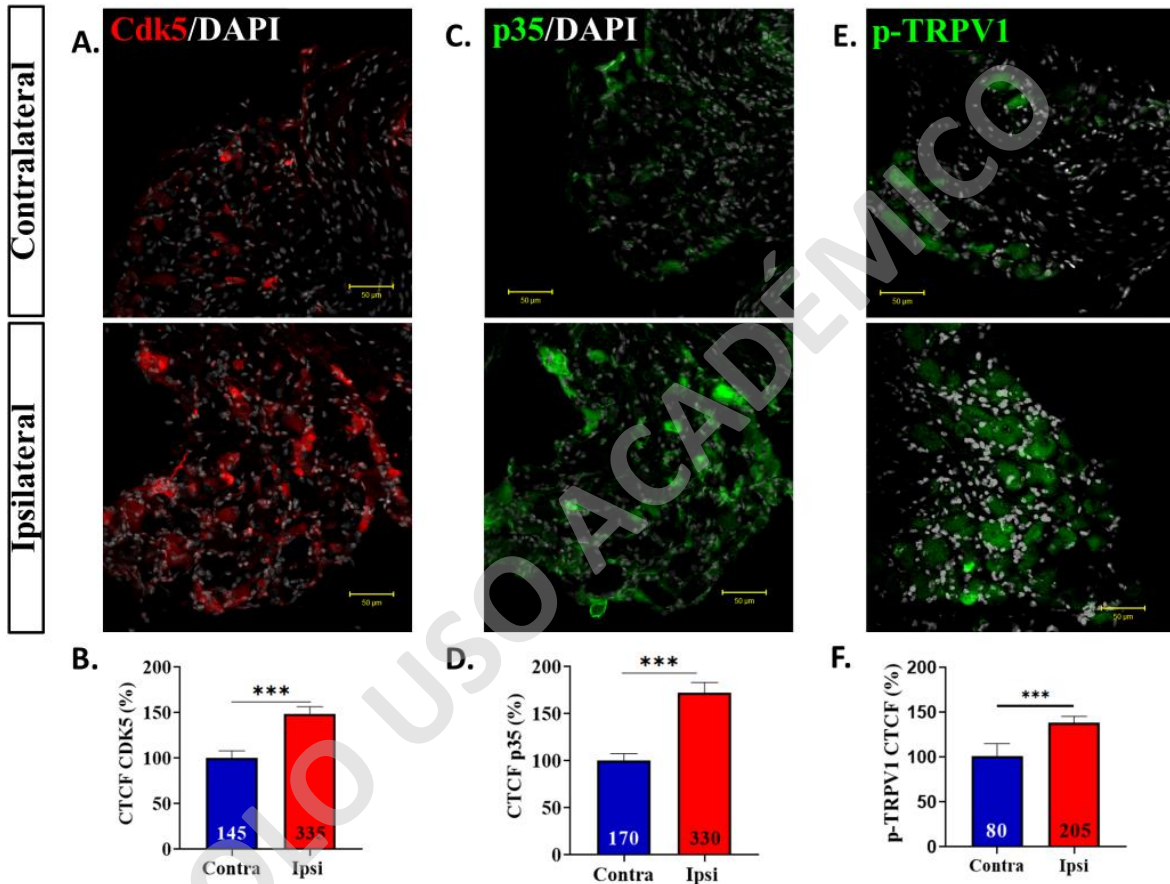 Contralateral
Ipsilateral
A.
Cdk5/DAPI
50 µm
50 µm
C.
p35/DAPI
50 µm
50 µm
E.
p-TRPV1
50 µm
50 µm
B.
CTCF CDK5 (%)
200
150
100
50
0
***
145
335
Contra Ipsi
D.
CTCF p35 (%)
200
150
100
50
0
***
170
330
Contra Ipsi
F.
p-TRPV1 CTCF (%)
200
150
100
50
0
***
80
205
Contra Ipsi
SOLO USO ACADÉMICO